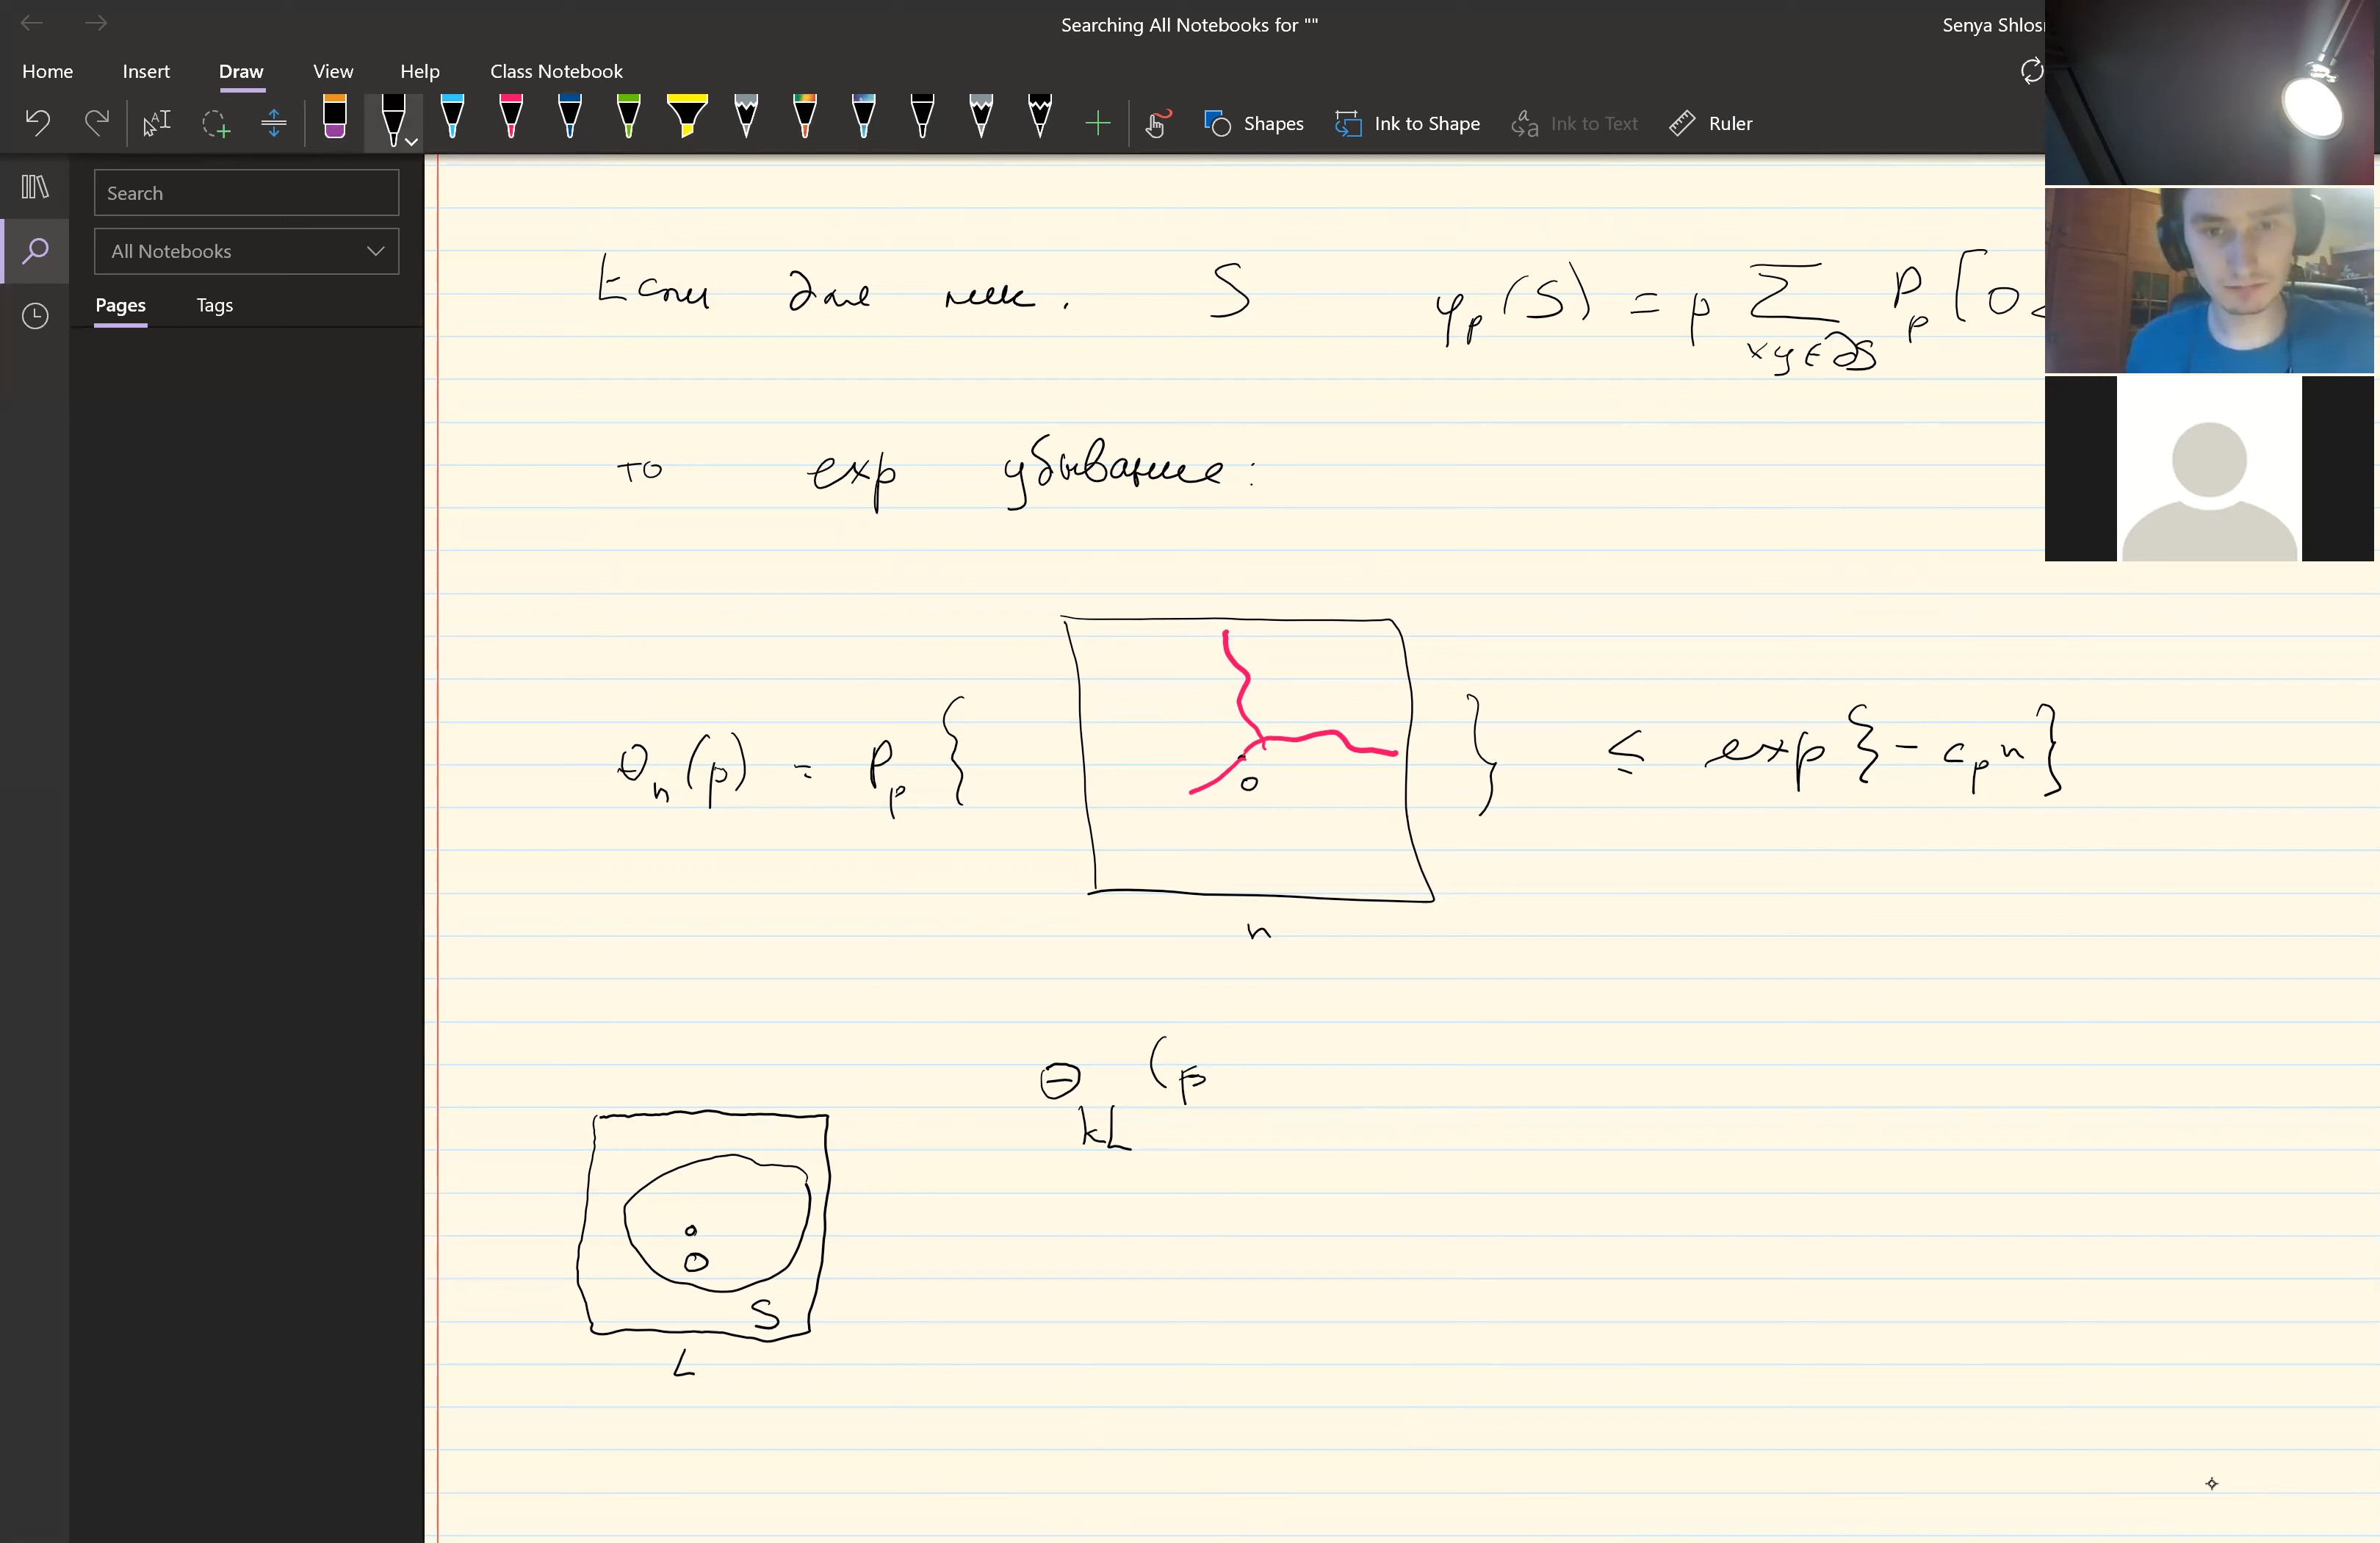 Searching All Notebooks for ""
Senya Shlos
Home Insert Draw View Help Class Notebook
Shapes Ink to Shape Ink to Text Ruler
Search
All Notebooks
Pages Tags
Если для нек. S φ_p(S) = p Σ_{xy∈∂S} P_p[0
то exp убывание:
θ_n(p) = P_p { 0 } ≤ exp{-c_p n}
n
Θ_{kL} (p
0
S
L